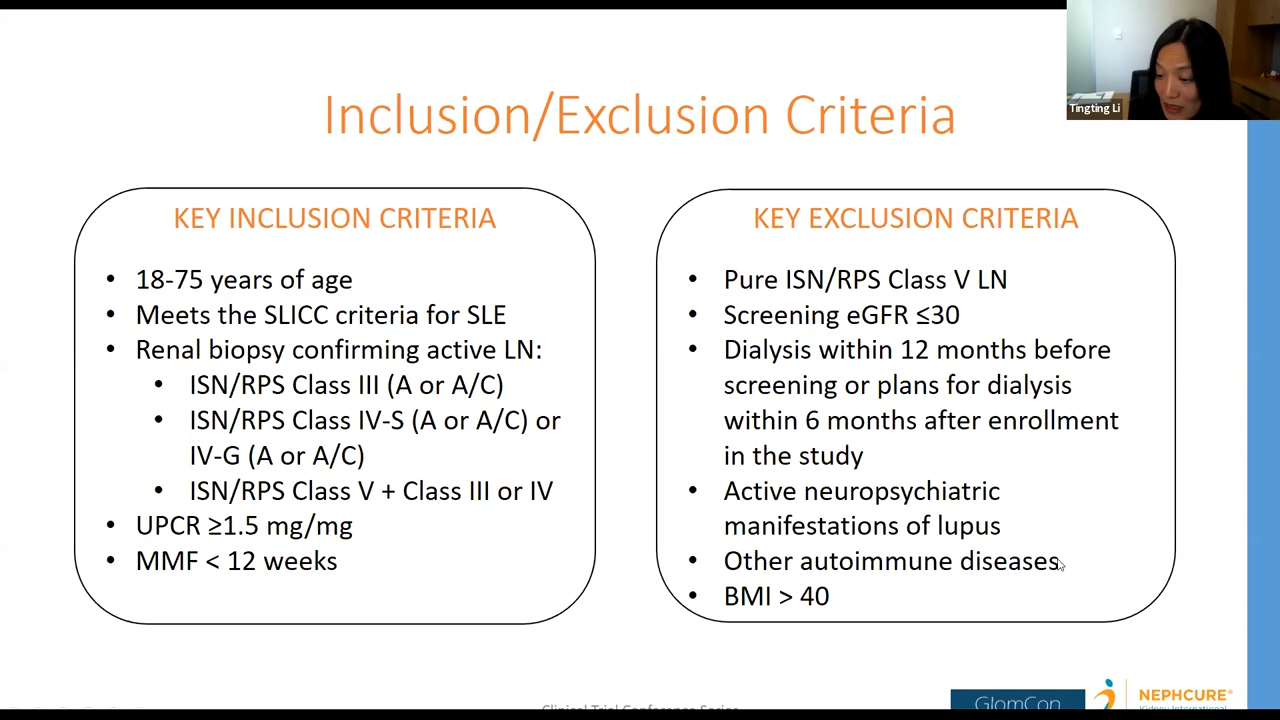 Tingting Li
Inclusion/Exclusion Criteria
KEY INCLUSION CRITERIA
• 18-75 years of age
• Meets the SLICC criteria for SLE
• Renal biopsy confirming active LN:
• ISN/RPS Class III (A or A/C)
• ISN/RPS Class IV-S (A or A/C) or
IV-G (A or A/C)
• ISN/RPS Class V + Class III or IV
• UPCR ≥1.5 mg/mg
• MMF < 12 weeks
KEY EXCLUSION CRITERIA
• Pure ISN/RPS Class V LN
• Screening eGFR ≤30
• Dialysis within 12 months before
screening or plans for dialysis
within 6 months after enrollment
in the study
• Active neuropsychiatric
manifestations of lupus
• Other autoimmune diseases
• BMI > 40
Clinical Trial Conference Series
GlomCon
NEPHCURE®
Kidney International